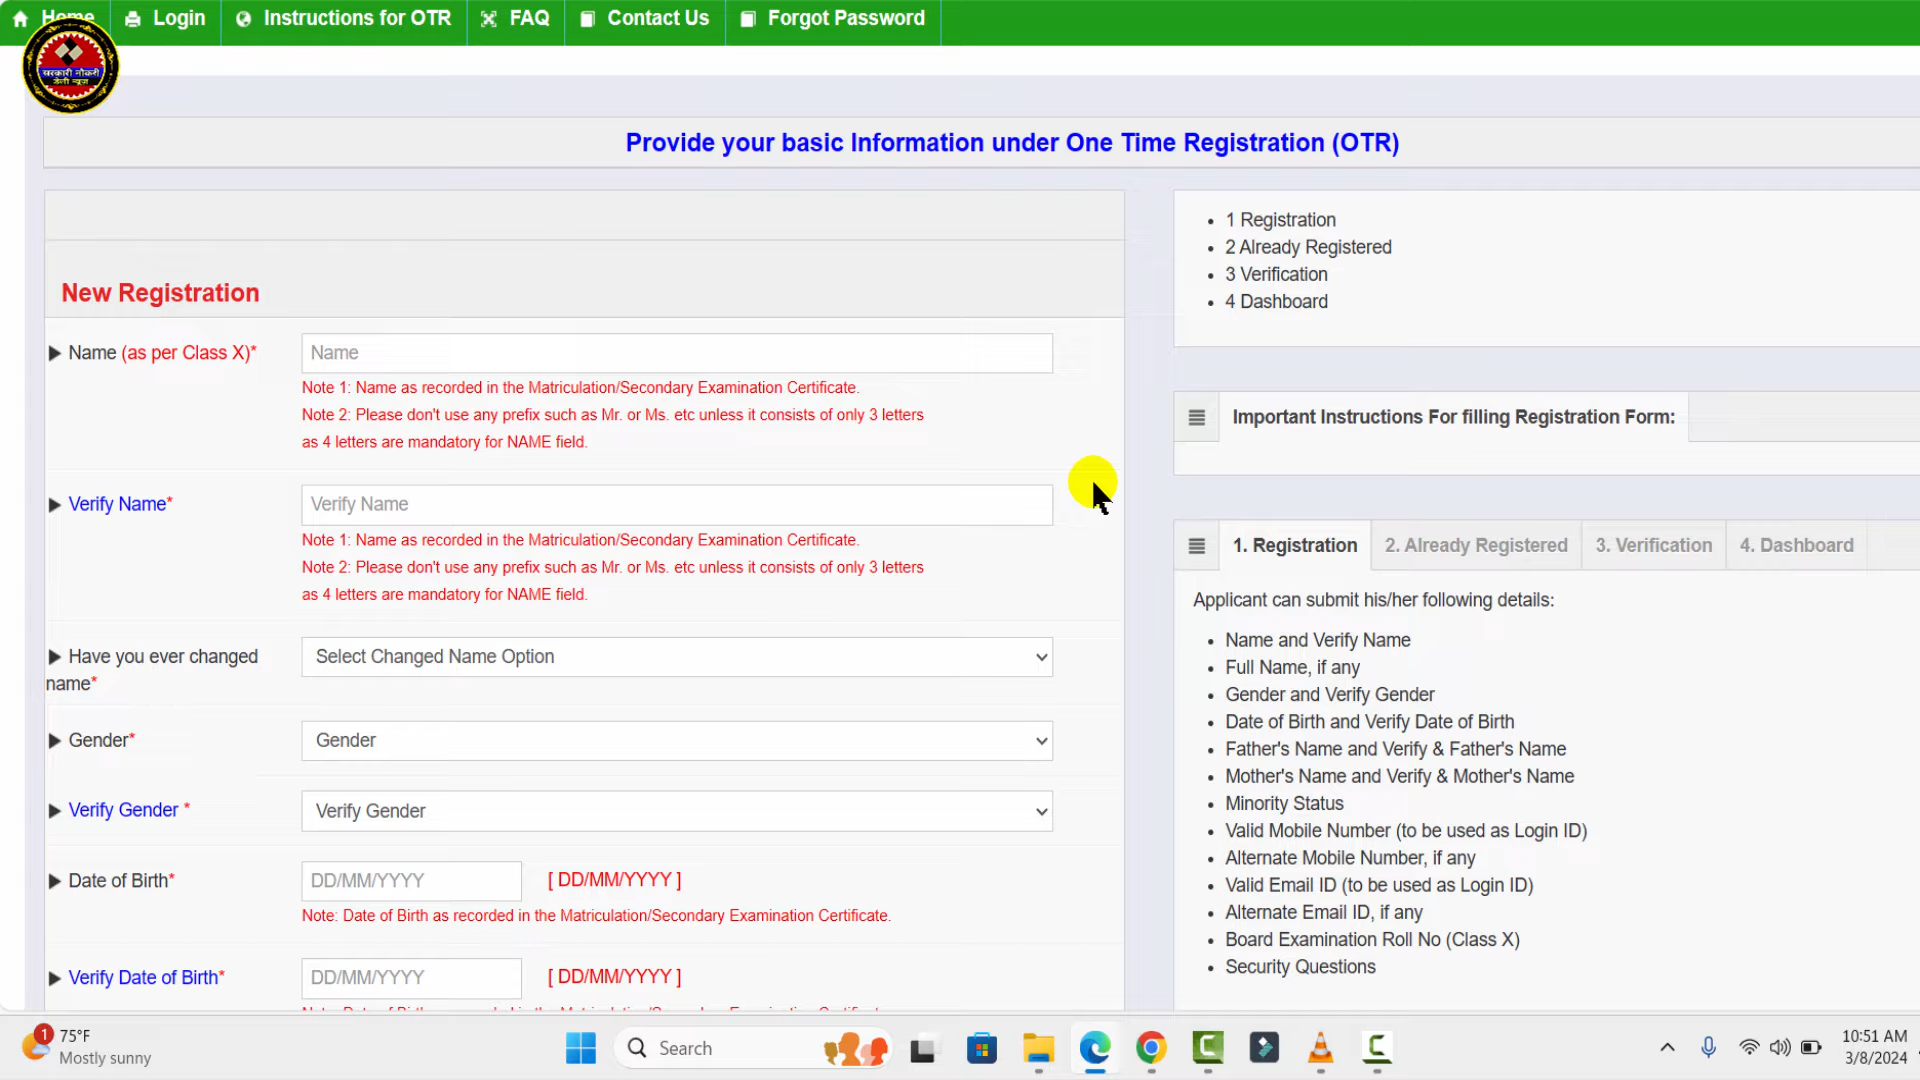 Home
Login
Instructions for OTR
FAQ
Contact Us
Forgot Password
सरकारी नौकरी
डेली न्यूज
Provide your basic Information under One Time Registration (OTR)
New Registration
Name (as per Class X)*
Name
Note 1: Name as recorded in the Matriculation/Secondary Examination Certificate.
Note 2: Please don't use any prefix such as Mr. or Ms. etc unless it consists of only 3 letters
as 4 letters are mandatory for NAME field.
Verify Name*
Verify Name
Note 1: Name as recorded in the Matriculation/Secondary Examination Certificate.
Note 2: Please don't use any prefix such as Mr. or Ms. etc unless it consists of only 3 letters
as 4 letters are mandatory for NAME field.
Have you ever changed
name*
Select Changed Name Option
Gender*
Gender
Verify Gender *
Verify Gender
Date of Birth*
DD/MM/YYYY
[ DD/MM/YYYY ]
Note: Date of Birth as recorded in the Matriculation/Secondary Examination Certificate.
Verify Date of Birth*
DD/MM/YYYY
[ DD/MM/YYYY ]
1 Registration
2 Already Registered
3 Verification
4 Dashboard
Important Instructions For filling Registration Form:
1. Registration
2. Already Registered
3. Verification
4. Dashboard
Applicant can submit his/her following details:
Name and Verify Name
Full Name, if any
Gender and Verify Gender
Date of Birth and Verify Date of Birth
Father's Name and Verify & Father's Name
Mother's Name and Verify & Mother's Name
Minority Status
Valid Mobile Number (to be used as Login ID)
Alternate Mobile Number, if any
Valid Email ID (to be used as Login ID)
Alternate Email ID, if any
Board Examination Roll No (Class X)
Security Questions
1
75°F
Mostly sunny
Search
10:51 AM
3/8/2024